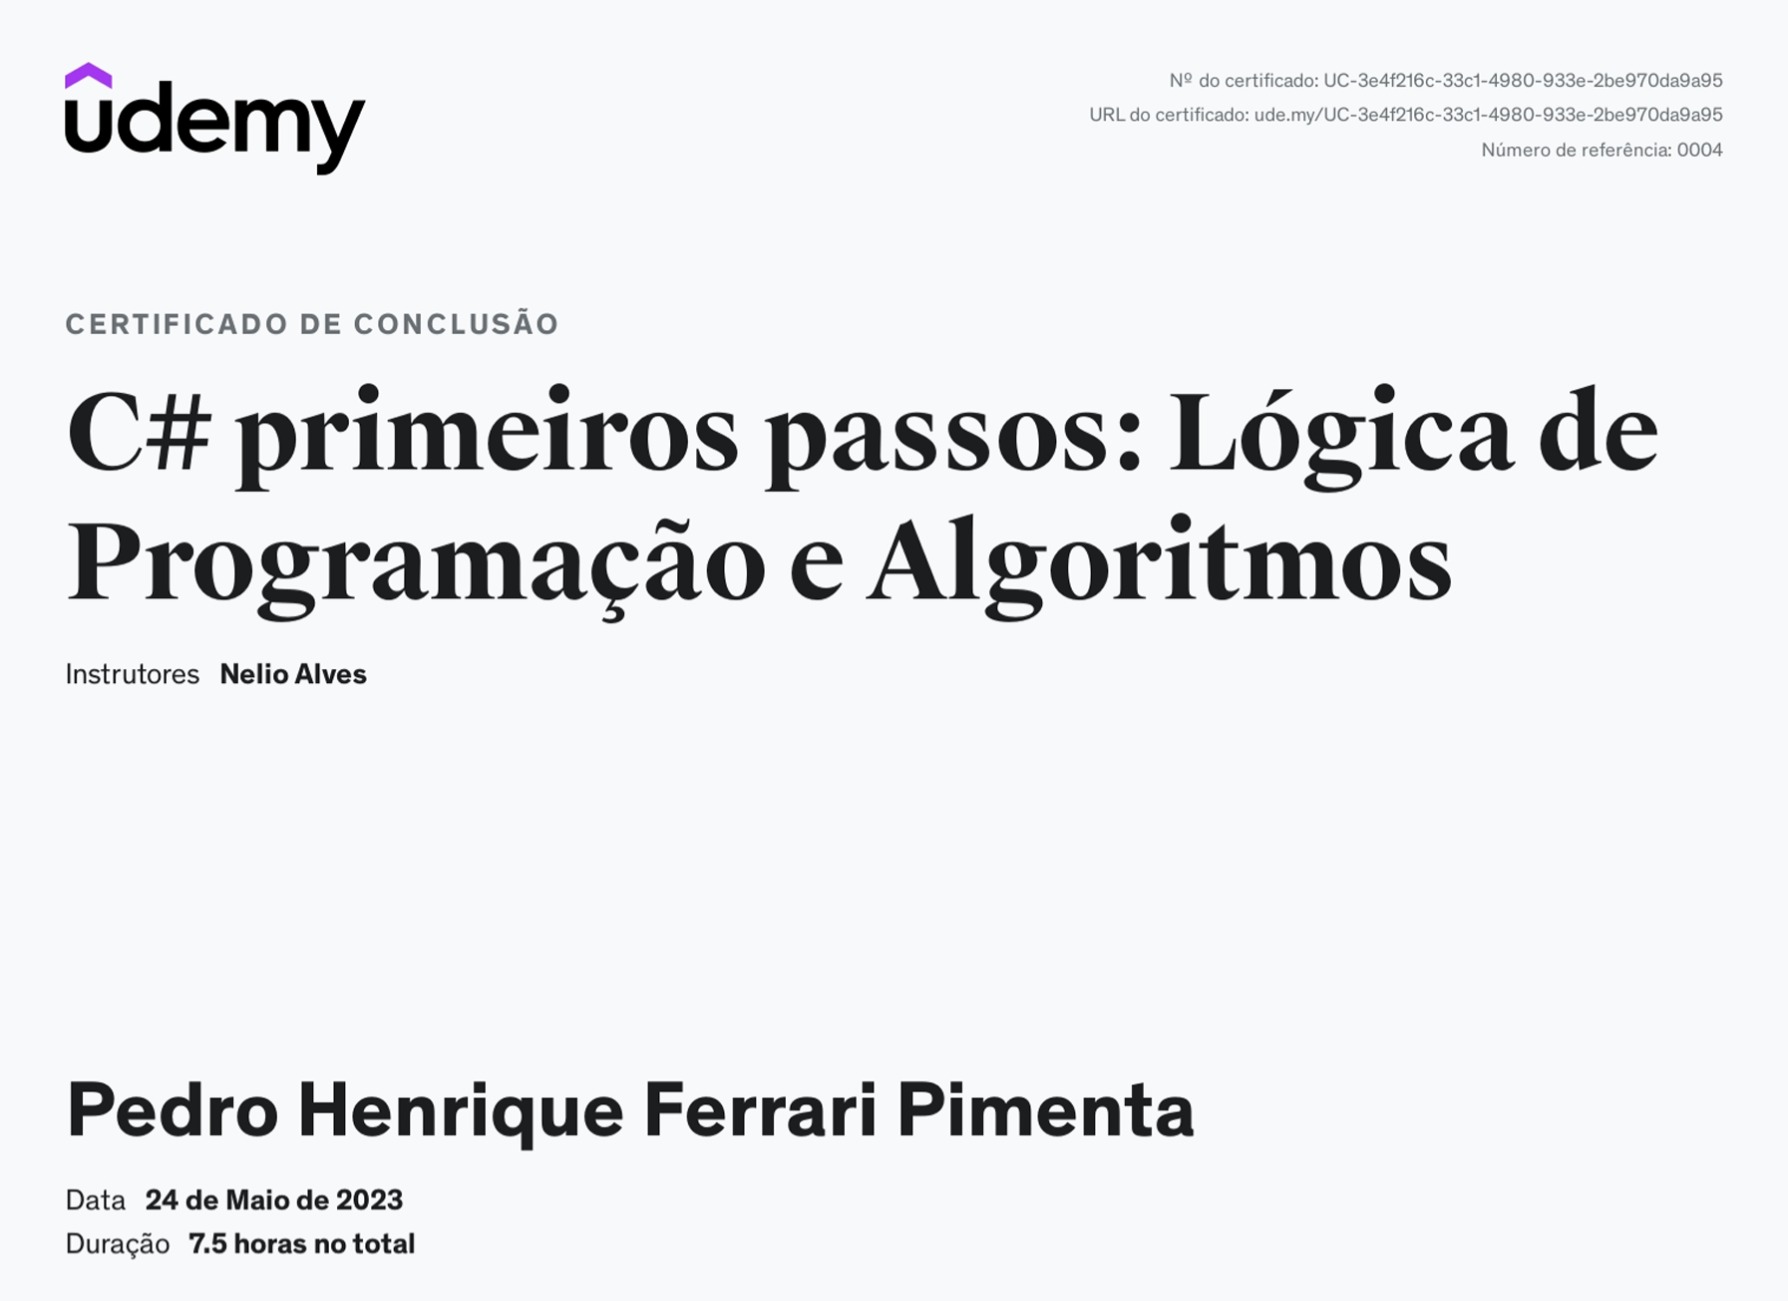 udemy
Nº do certificado: UC-3e4f216c-33c1-4980-933e-2be970da9a95
URL do certificado: ude.my/UC-3e4f216c-33c1-4980-933e-2be970da9a95
Número de referência: 0004
CERTIFICADO DE CONCLUSÃO
C# primeiros passos: Lógica de
Programação e Algoritmos
Instrutores Nelio Alves
Pedro Henrique Ferrari Pimenta
Data 24 de Maio de 2023
Duração 7.5 horas no total